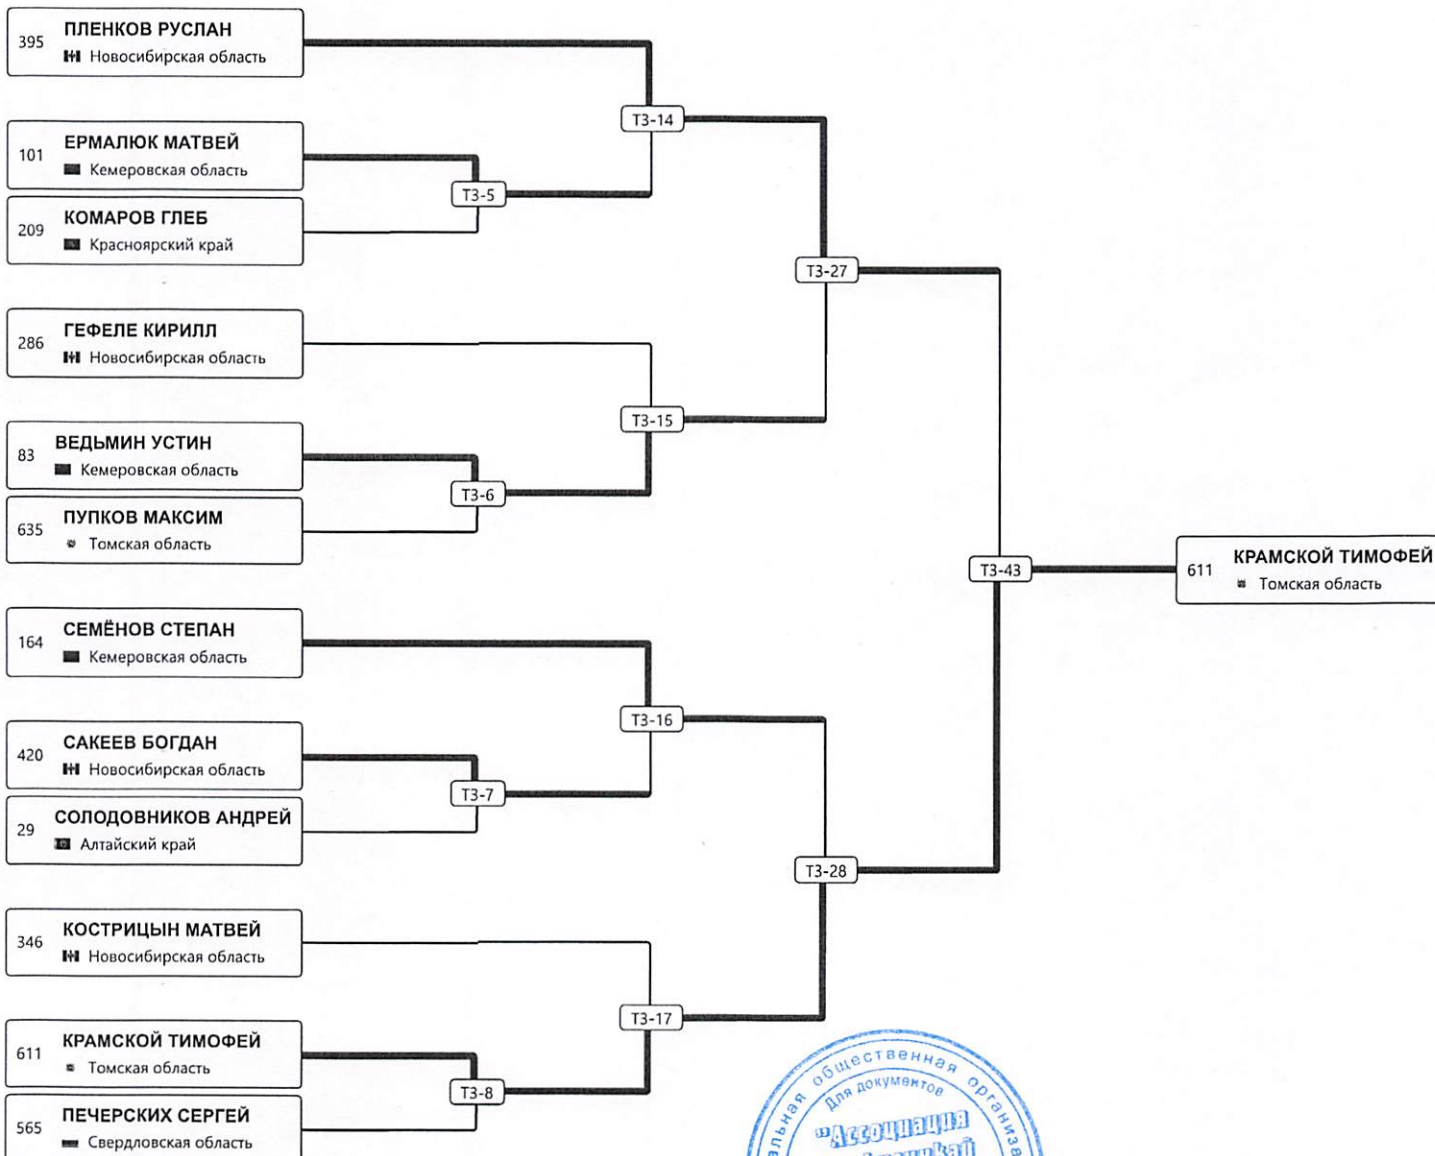 395 ПЛЕНКОВ РУСЛАН
Новосибирская область
101 ЕРМАЛЮК МАТВЕЙ
Кемеровская область
209 КОМАРОВ ГЛЕБ
Красноярский край
286 ГЕФЕЛЕ КИРИЛЛ
Новосибирская область
83 ВЕДЬМИН УСТИН
Кемеровская область
635 ПУПКОВ МАКСИМ
Томская область
164 СЕМЁНОВ СТЕПАН
Кемеровская область
420 САКЕЕВ БОГДАН
Новосибирская область
29 СОЛОДОВНИКОВ АНДРЕЙ
Алтайский край
346 КОСТРИЦЫН МАТВЕЙ
Новосибирская область
611 КРАМСКОЙ ТИМОФЕЙ
Томская область
565 ПЕЧЕРСКИХ СЕРГЕЙ
Свердловская область
Т3-5
Т3-6
Т3-7
Т3-8
Т3-14
Т3-15
Т3-16
Т3-17
Т3-27
Т3-28
Т3-43
611 КРАМСКОЙ ТИМОФЕЙ
Томская область
общественная
Для документов
"Ассоциация